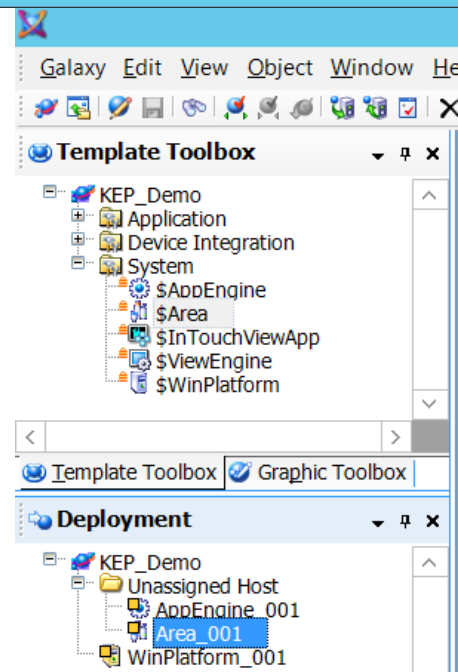 Galaxy Edit View Object Window He
Template Toolbox
KEP_Demo
Application
Device Integration
System
$AppEngine
$Area
$InTouchViewApp
$ViewEngine
$WinPlatform
Template Toolbox Graphic Toolbox
Deployment
KEP_Demo
Unassigned Host
AppEngine_001
Area_001
WinPlatform_001